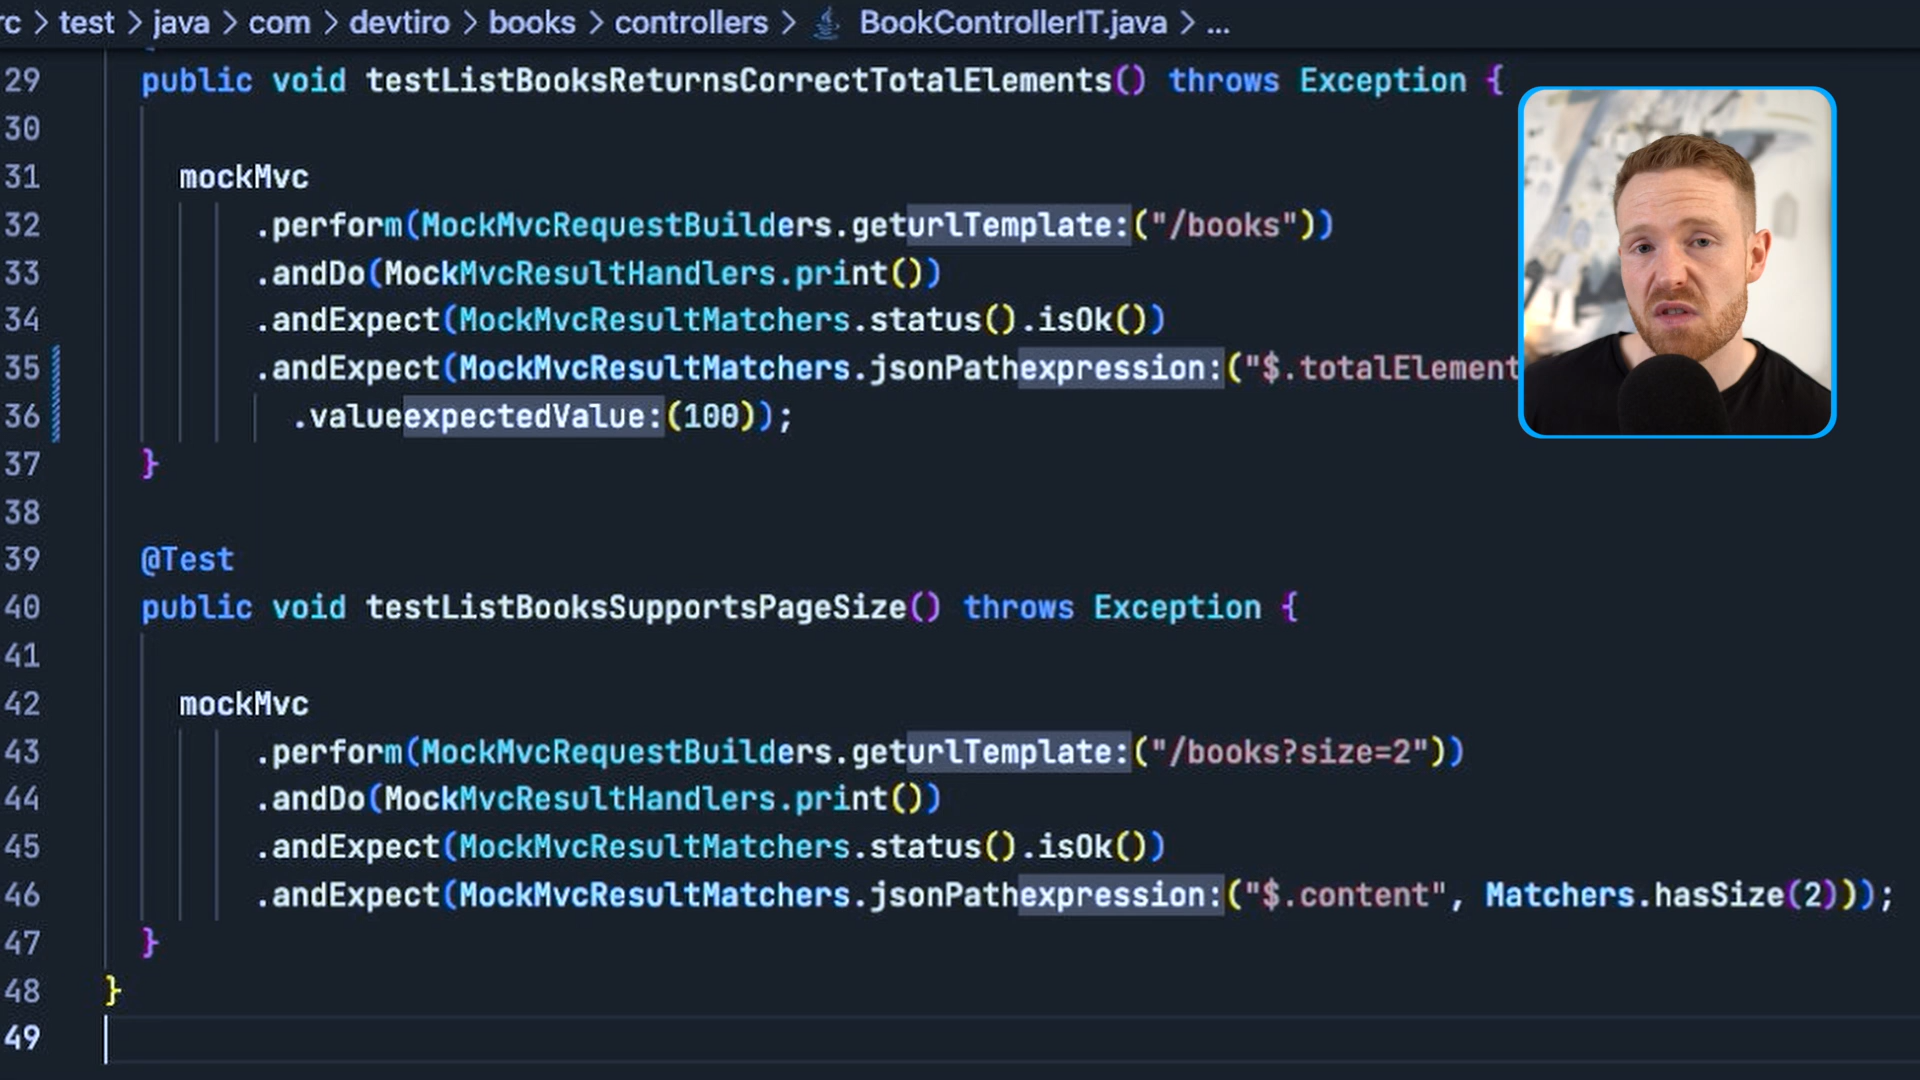 rc > test > java > com > devtiro > books > controllers > BookControllerIT.java > ...
29 public void testListBooksReturnsCorrectTotalElements() throws Exception {
30
31 mockMvc
32 .perform(MockMvcRequestBuilders.geturlTemplate:("/books"))
33 .andDo(MockMvcResultHandlers.print())
34 .andExpect(MockMvcResultMatchers.status().isOk())
35 .andExpect(MockMvcResultMatchers.jsonPathexpression:("$.totalElement
36 .valueexpectedValue:(100));
37 }
38
39 @Test
40 public void testListBooksSupportsPageSize() throws Exception {
41
42 mockMvc
43 .perform(MockMvcRequestBuilders.geturlTemplate:("/books?size=2"))
44 .andDo(MockMvcResultHandlers.print())
45 .andExpect(MockMvcResultMatchers.status().isOk())
46 .andExpect(MockMvcResultMatchers.jsonPathexpression:("$.content", Matchers.hasSize(2)));
47 }
48 }
49